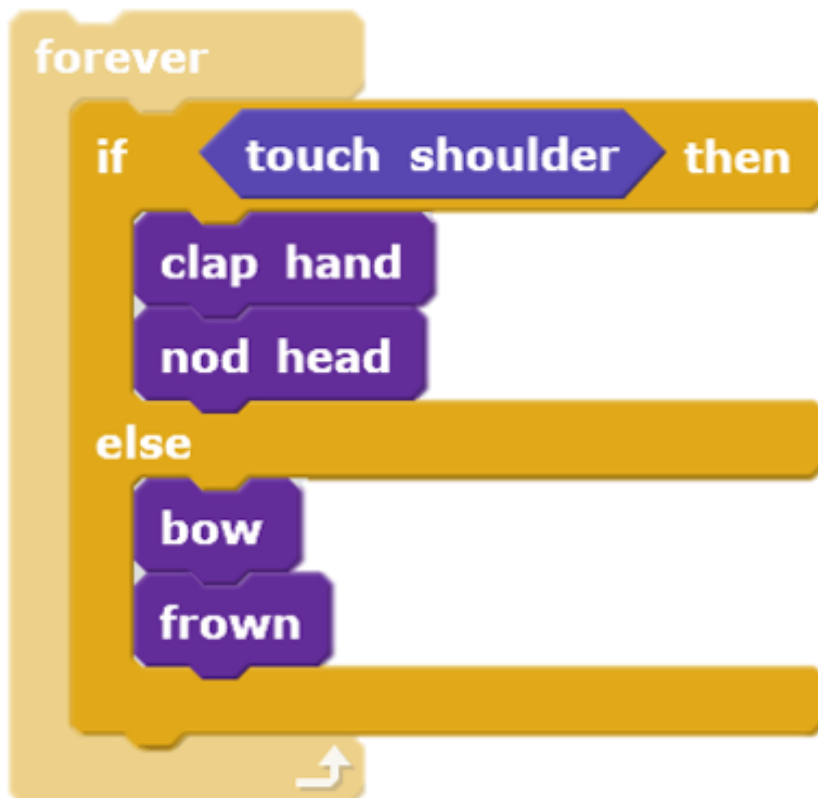 forever
if touch shoulder then
clap hand
nod head
else
bow
frown